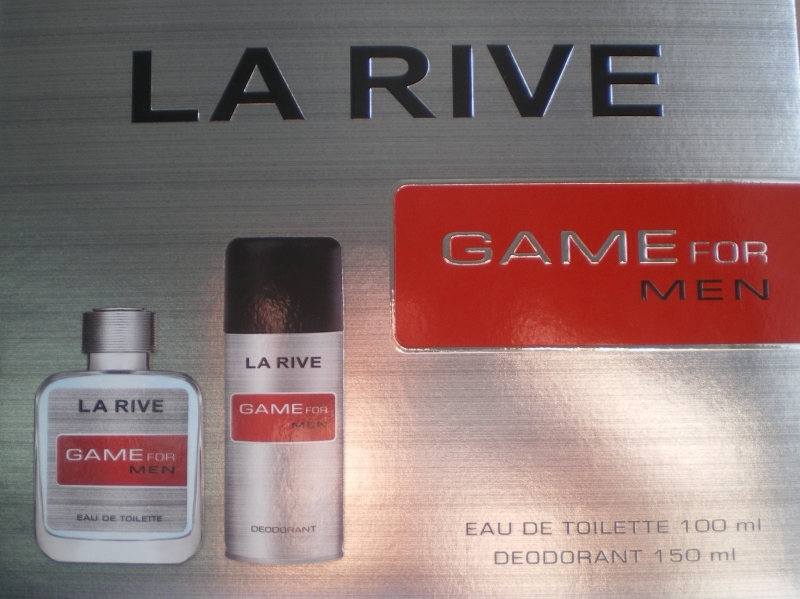 LA RIVE
GAME FOR
MEN
LA RIVE
GAME FOR
MEN
EAU DE TOILETTE
LA RIVE
GAME FOR
MEN
DEODORANT
EAU DE TOILETTE 100 ml
DEODORANT 150 ml